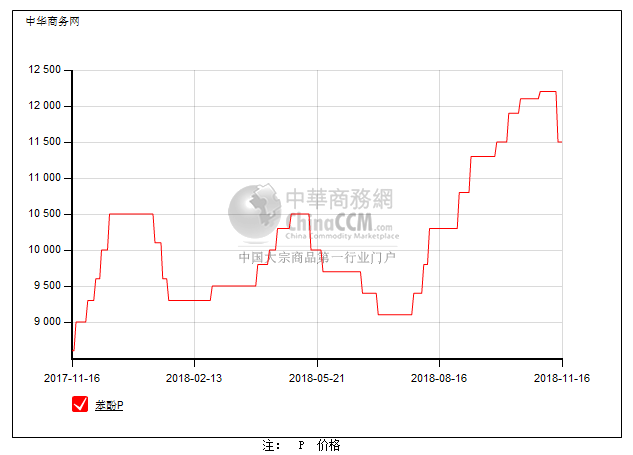 中华商务网
12 500
12 000
11 500
11 000
10 500
10 000
9 500
9 000
中華商務網
ChinaCCM.com
China Commodity Marketplace
中国大宗商品第一行业门户
2017-11-16 2018-02-13 2018-05-21 2018-08-16 2018-11-16
苯酚P
注： P 价格